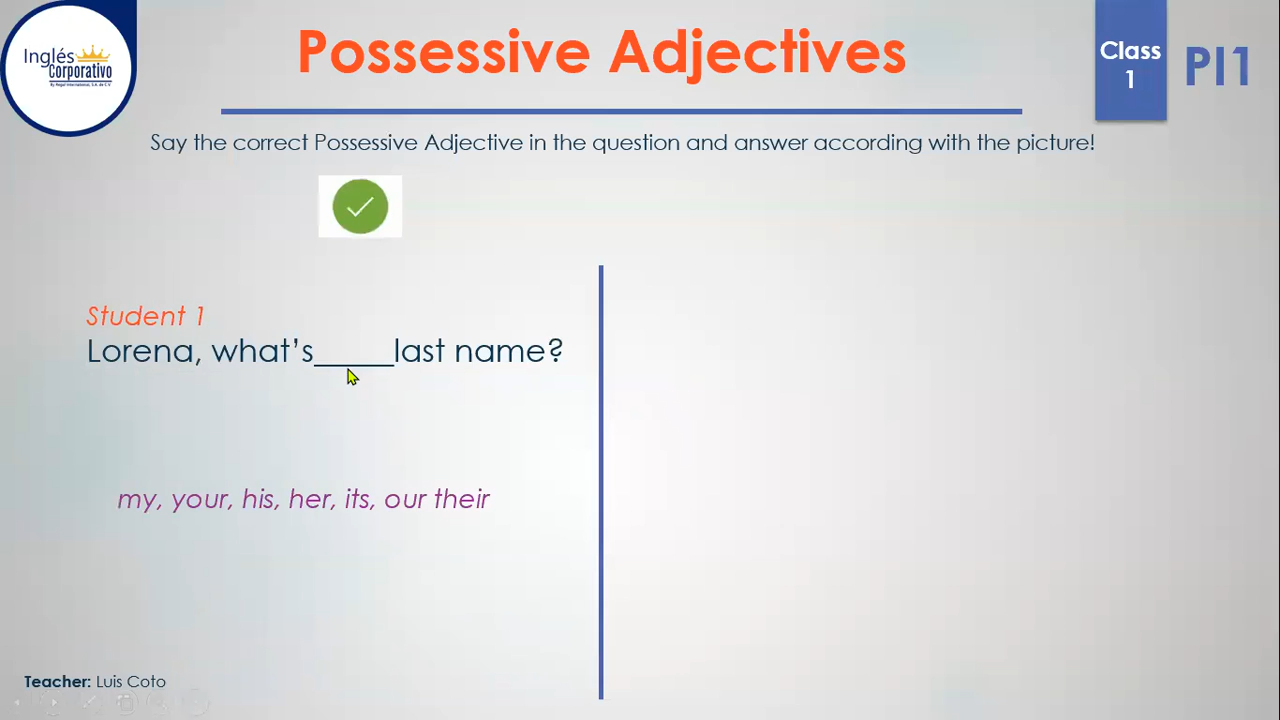 Inglés
Corporativo
Possessive Adjectives
Class
1
PI1
Say the correct Possessive Adjective in the question and answer according with the picture!
Student 1
Lorena, what's_____last name?
my, your, his, her, its, our their
Teacher: Luis Coto